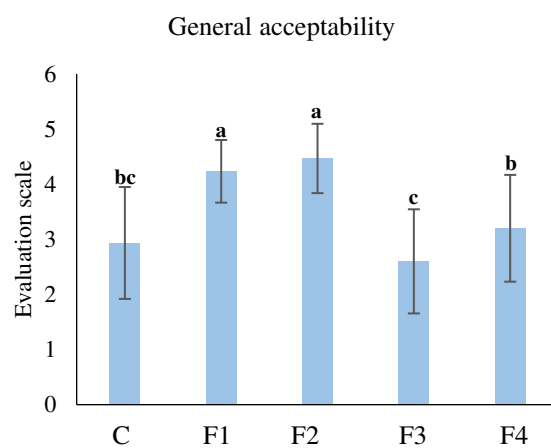 General acceptability
Evaluation scale
6
5
4
3
2
1
0
bc
a
a
c
b
C F1 F2 F3 F4